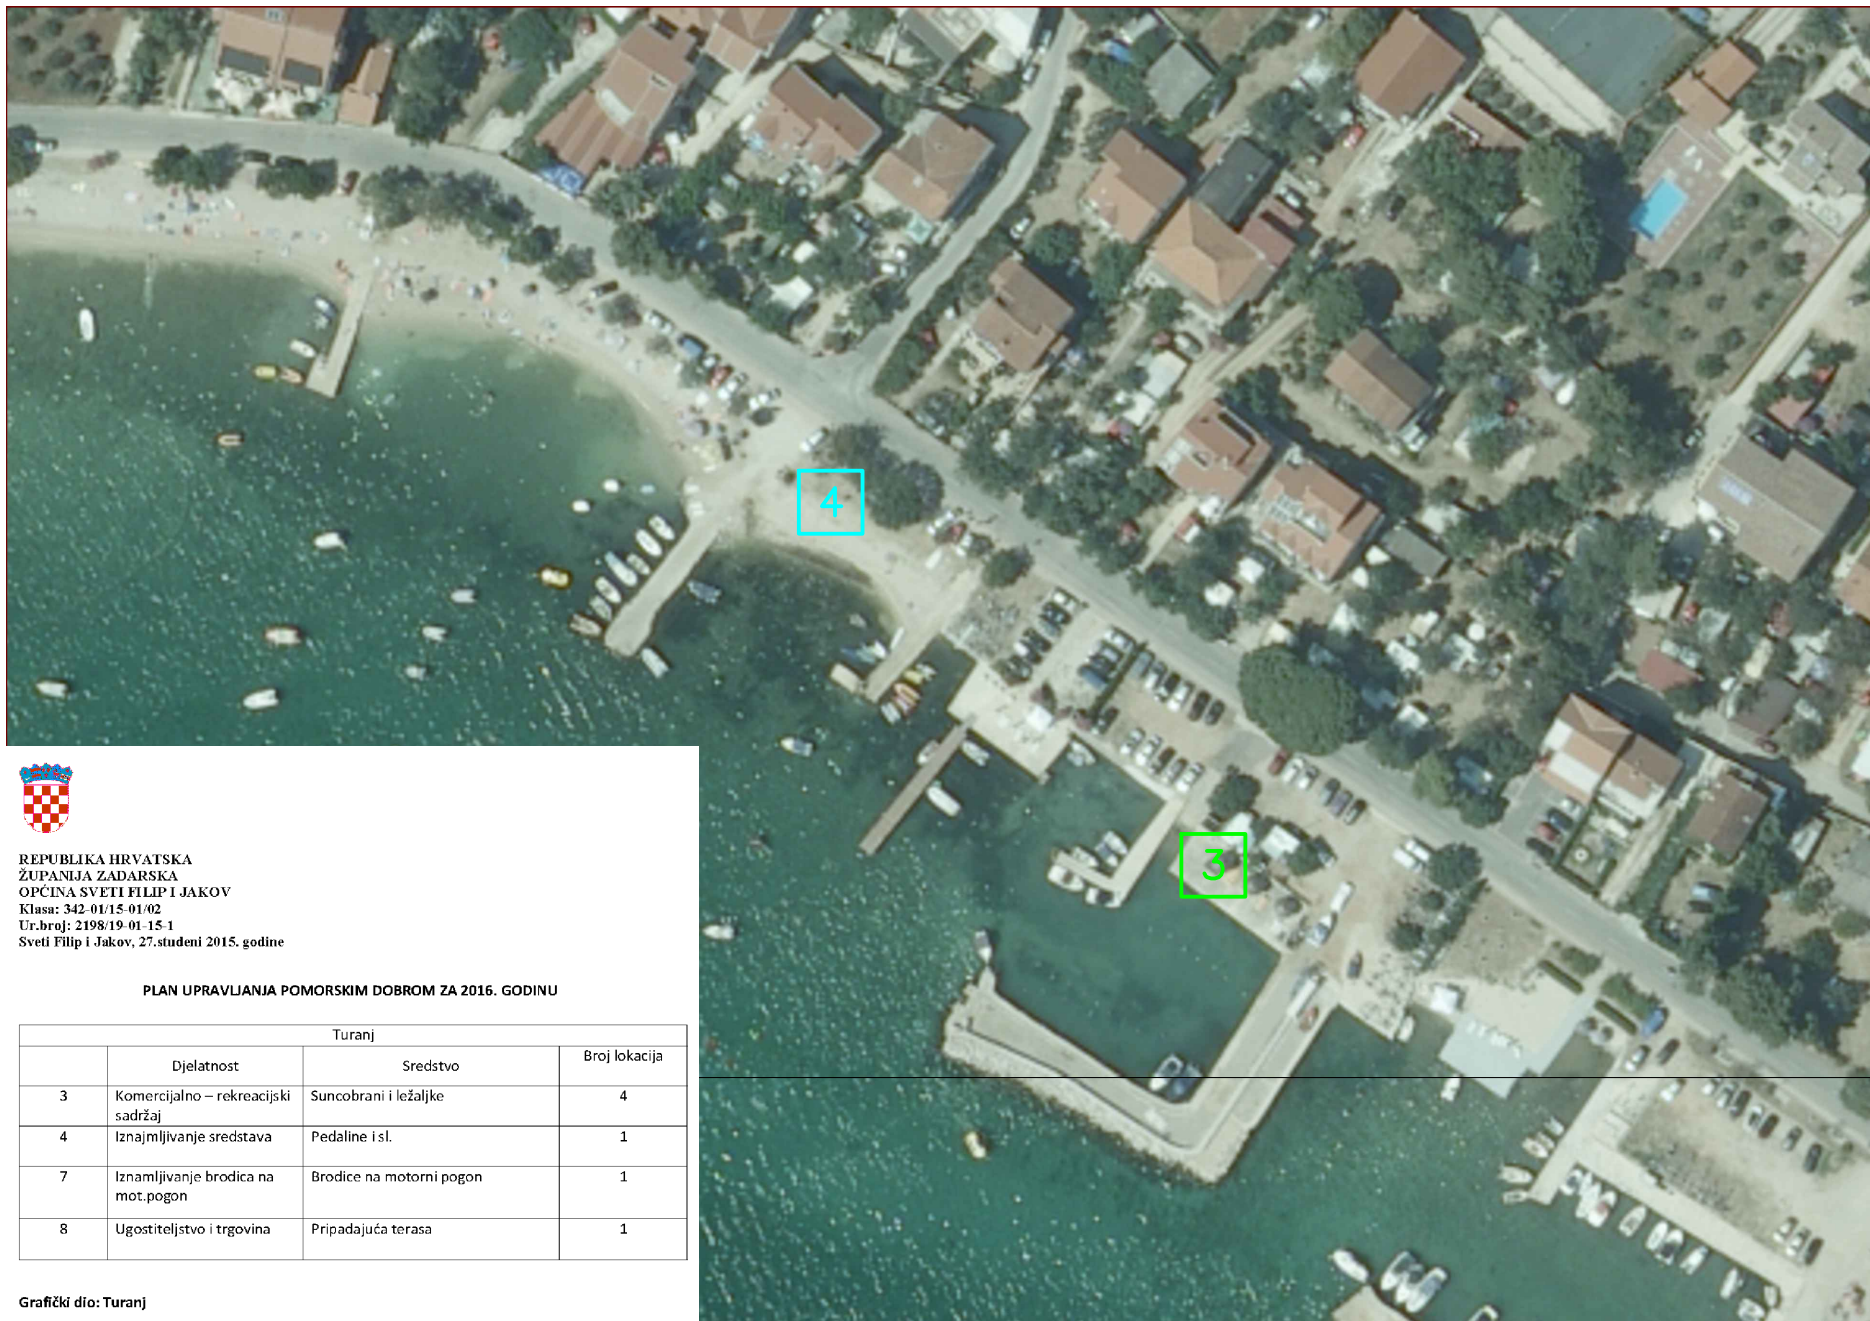 4
3
REPUBLIKA HRVATSKA
ŽUPANIJA ZADARSKA
OPĆINA SVETI FILIP I JAKOV
Klasa: 342-01/15-01/02
Ur.broj: 2198/19-01-15-1
Sveti Filip i Jakov, 27.studeni 2015. godine
PLAN UPRAVLJANJA POMORSKIM DOBROM ZA 2016. GODINU
Turanj
Djelatnost Sredstvo Broj lokacija
3 Komercijalno – rekreacijski Suncobrani i ležaljke 4
sadržaj
4 Iznajmljivanje sredstava Pedaline i sl. 1
7 Iznamljivanje brodica na Brodice na motorni pogon 1
mot.pogon
8 Ugostiteljstvo i trgovina Pripadajuća terasa 1
Grafički dio: Turanj